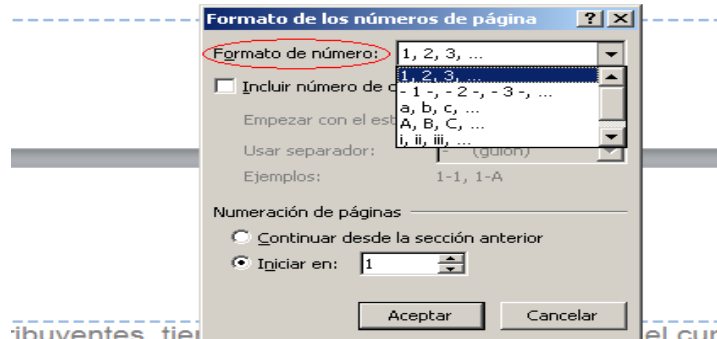 Formato de los números de página ? ×
Formato de número: 1, 2, 3, ...
1, 2, 3, ...
Incluir número de c
- 1 -, - 2 -, - 3 -, ...
a, b, c, ...
Empezar con el est
A, B, C, ...
i, ii, iii, ...
Usar separador: - (guión)
Ejemplos: 1-1, 1-A
Numeración de páginas
Continuar desde la sección anterior
Iniciar en: 1
Aceptar Cancelar
ribuyentes tie el cur